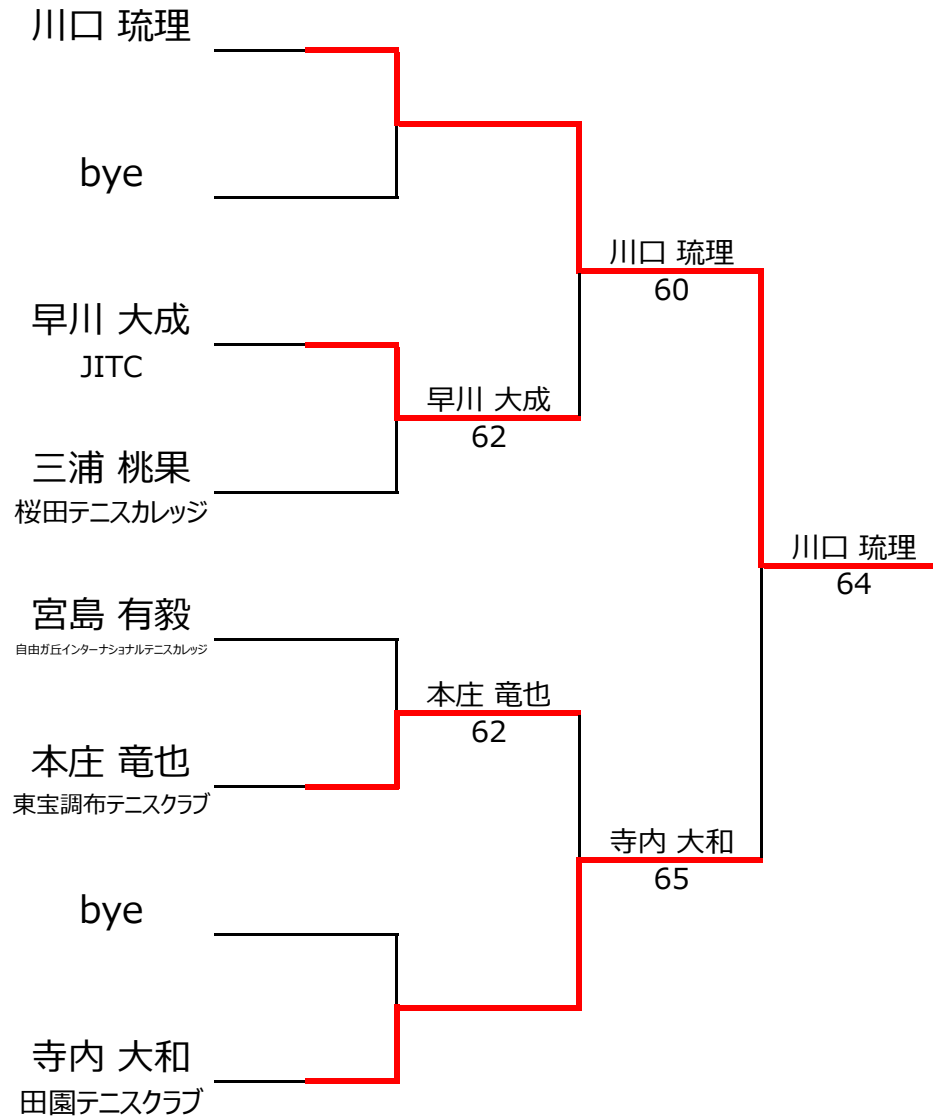 川口 琉理
bye
早川 大成
JITC
三浦 桃果
桜田テニスカレッジ
宮島 有毅
自由が丘インターナショナルテニスカレッジ
本庄 竜也
東宝調布テニスクラブ
bye
寺内 大和
田園テニスクラブ
早川 大成
62
本庄 竜也
62
川口 琉理
60
寺内 大和
65
川口 琉理
64